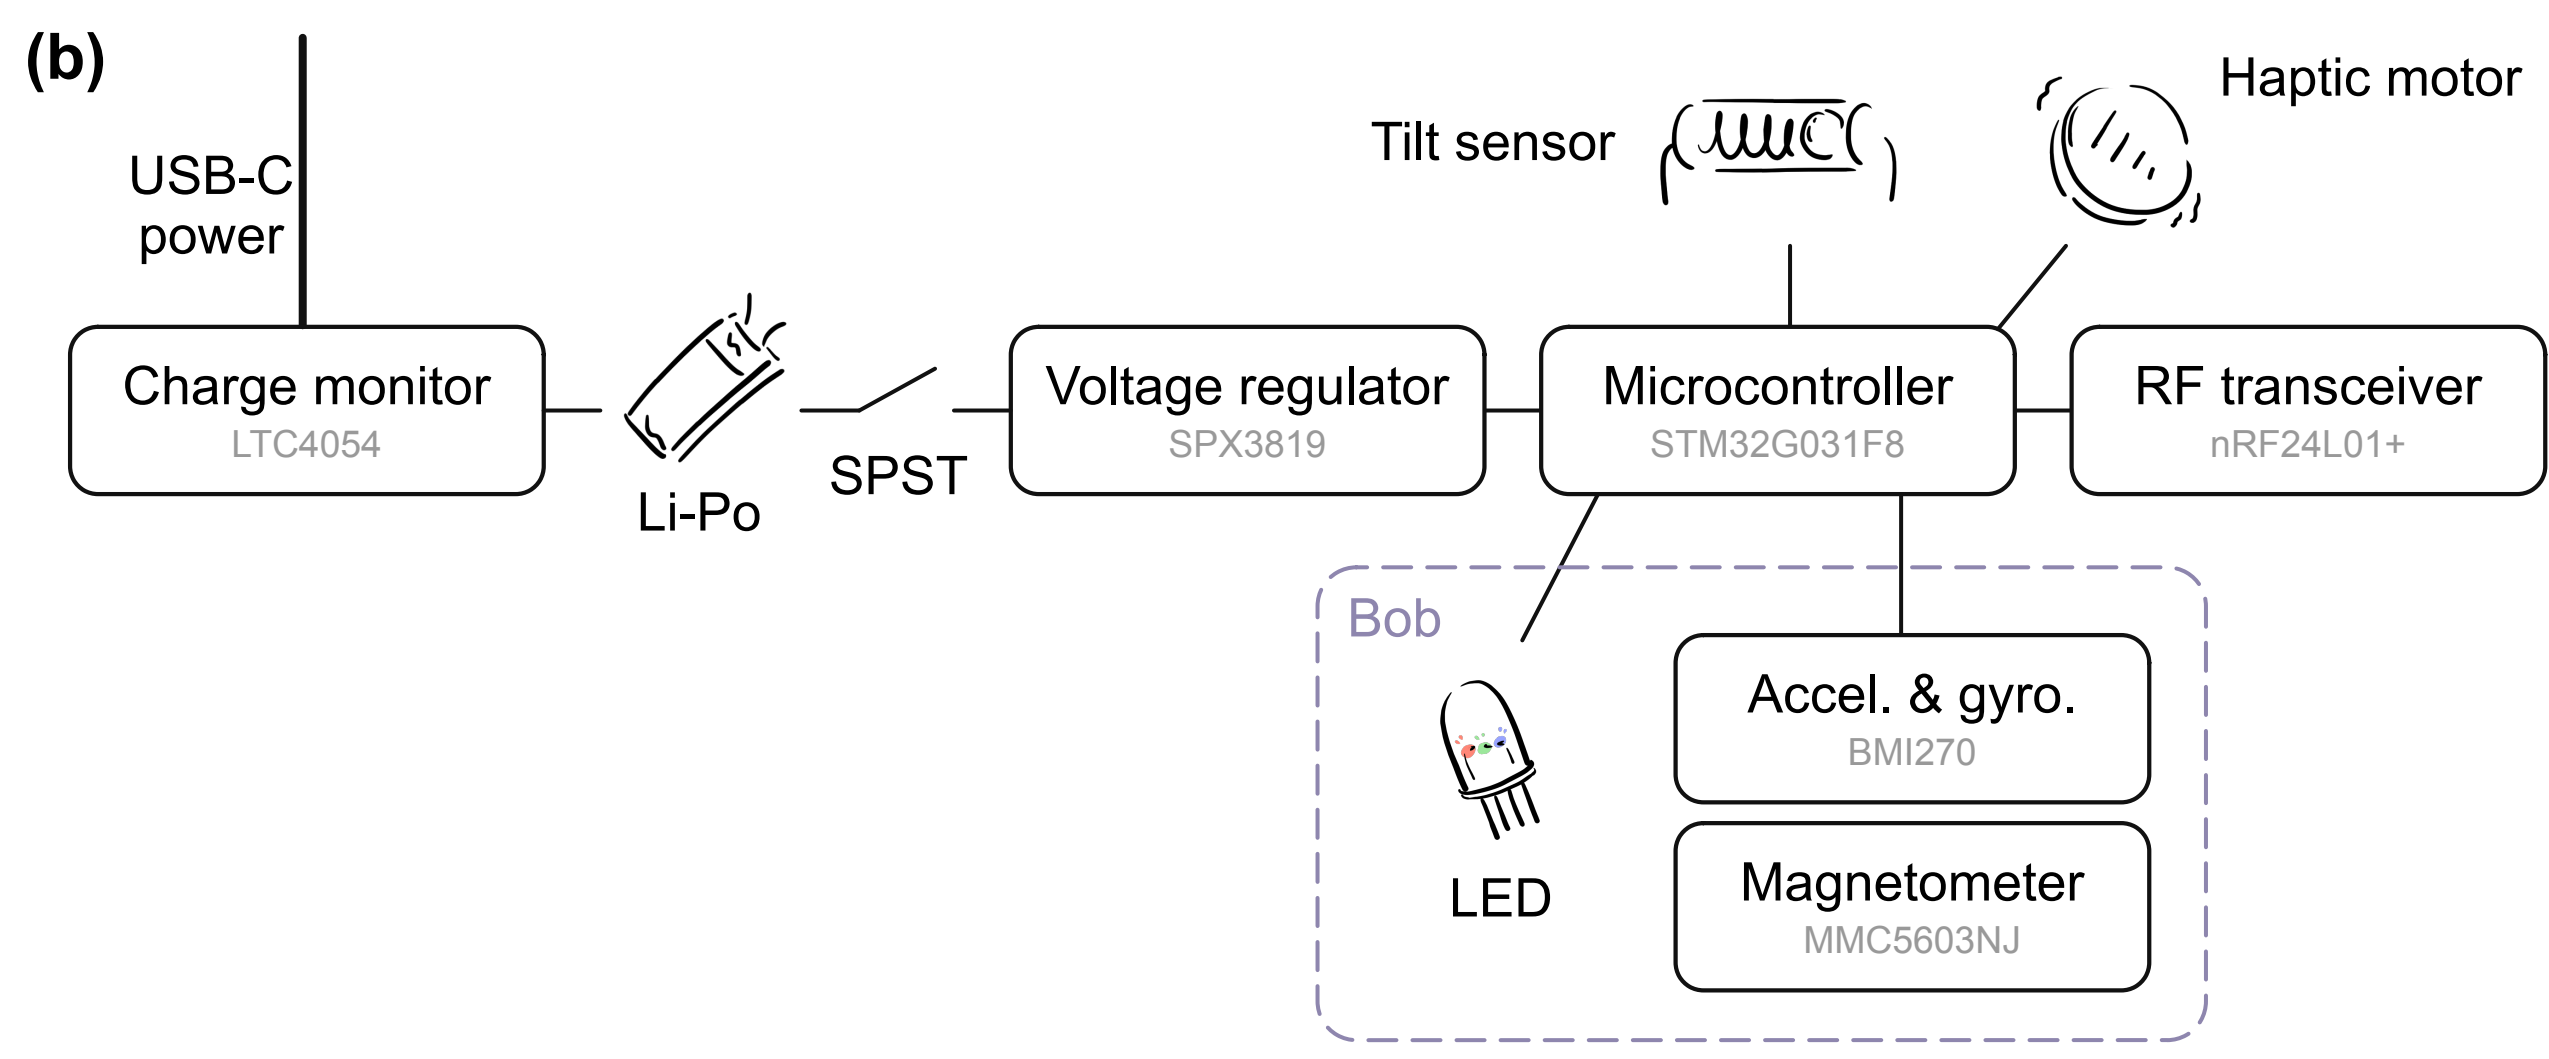 (b)
USB-C
power
Tilt sensor
Haptic motor
Charge monitor
LTC4054
Li-Po
SPST
Voltage regulator
SPX3819
Microcontroller
STM32G031F8
RF transceiver
nRF24L01+
Bob
LED
Accel. & gyro.
BMI270
Magnetometer
MMC5603NJ